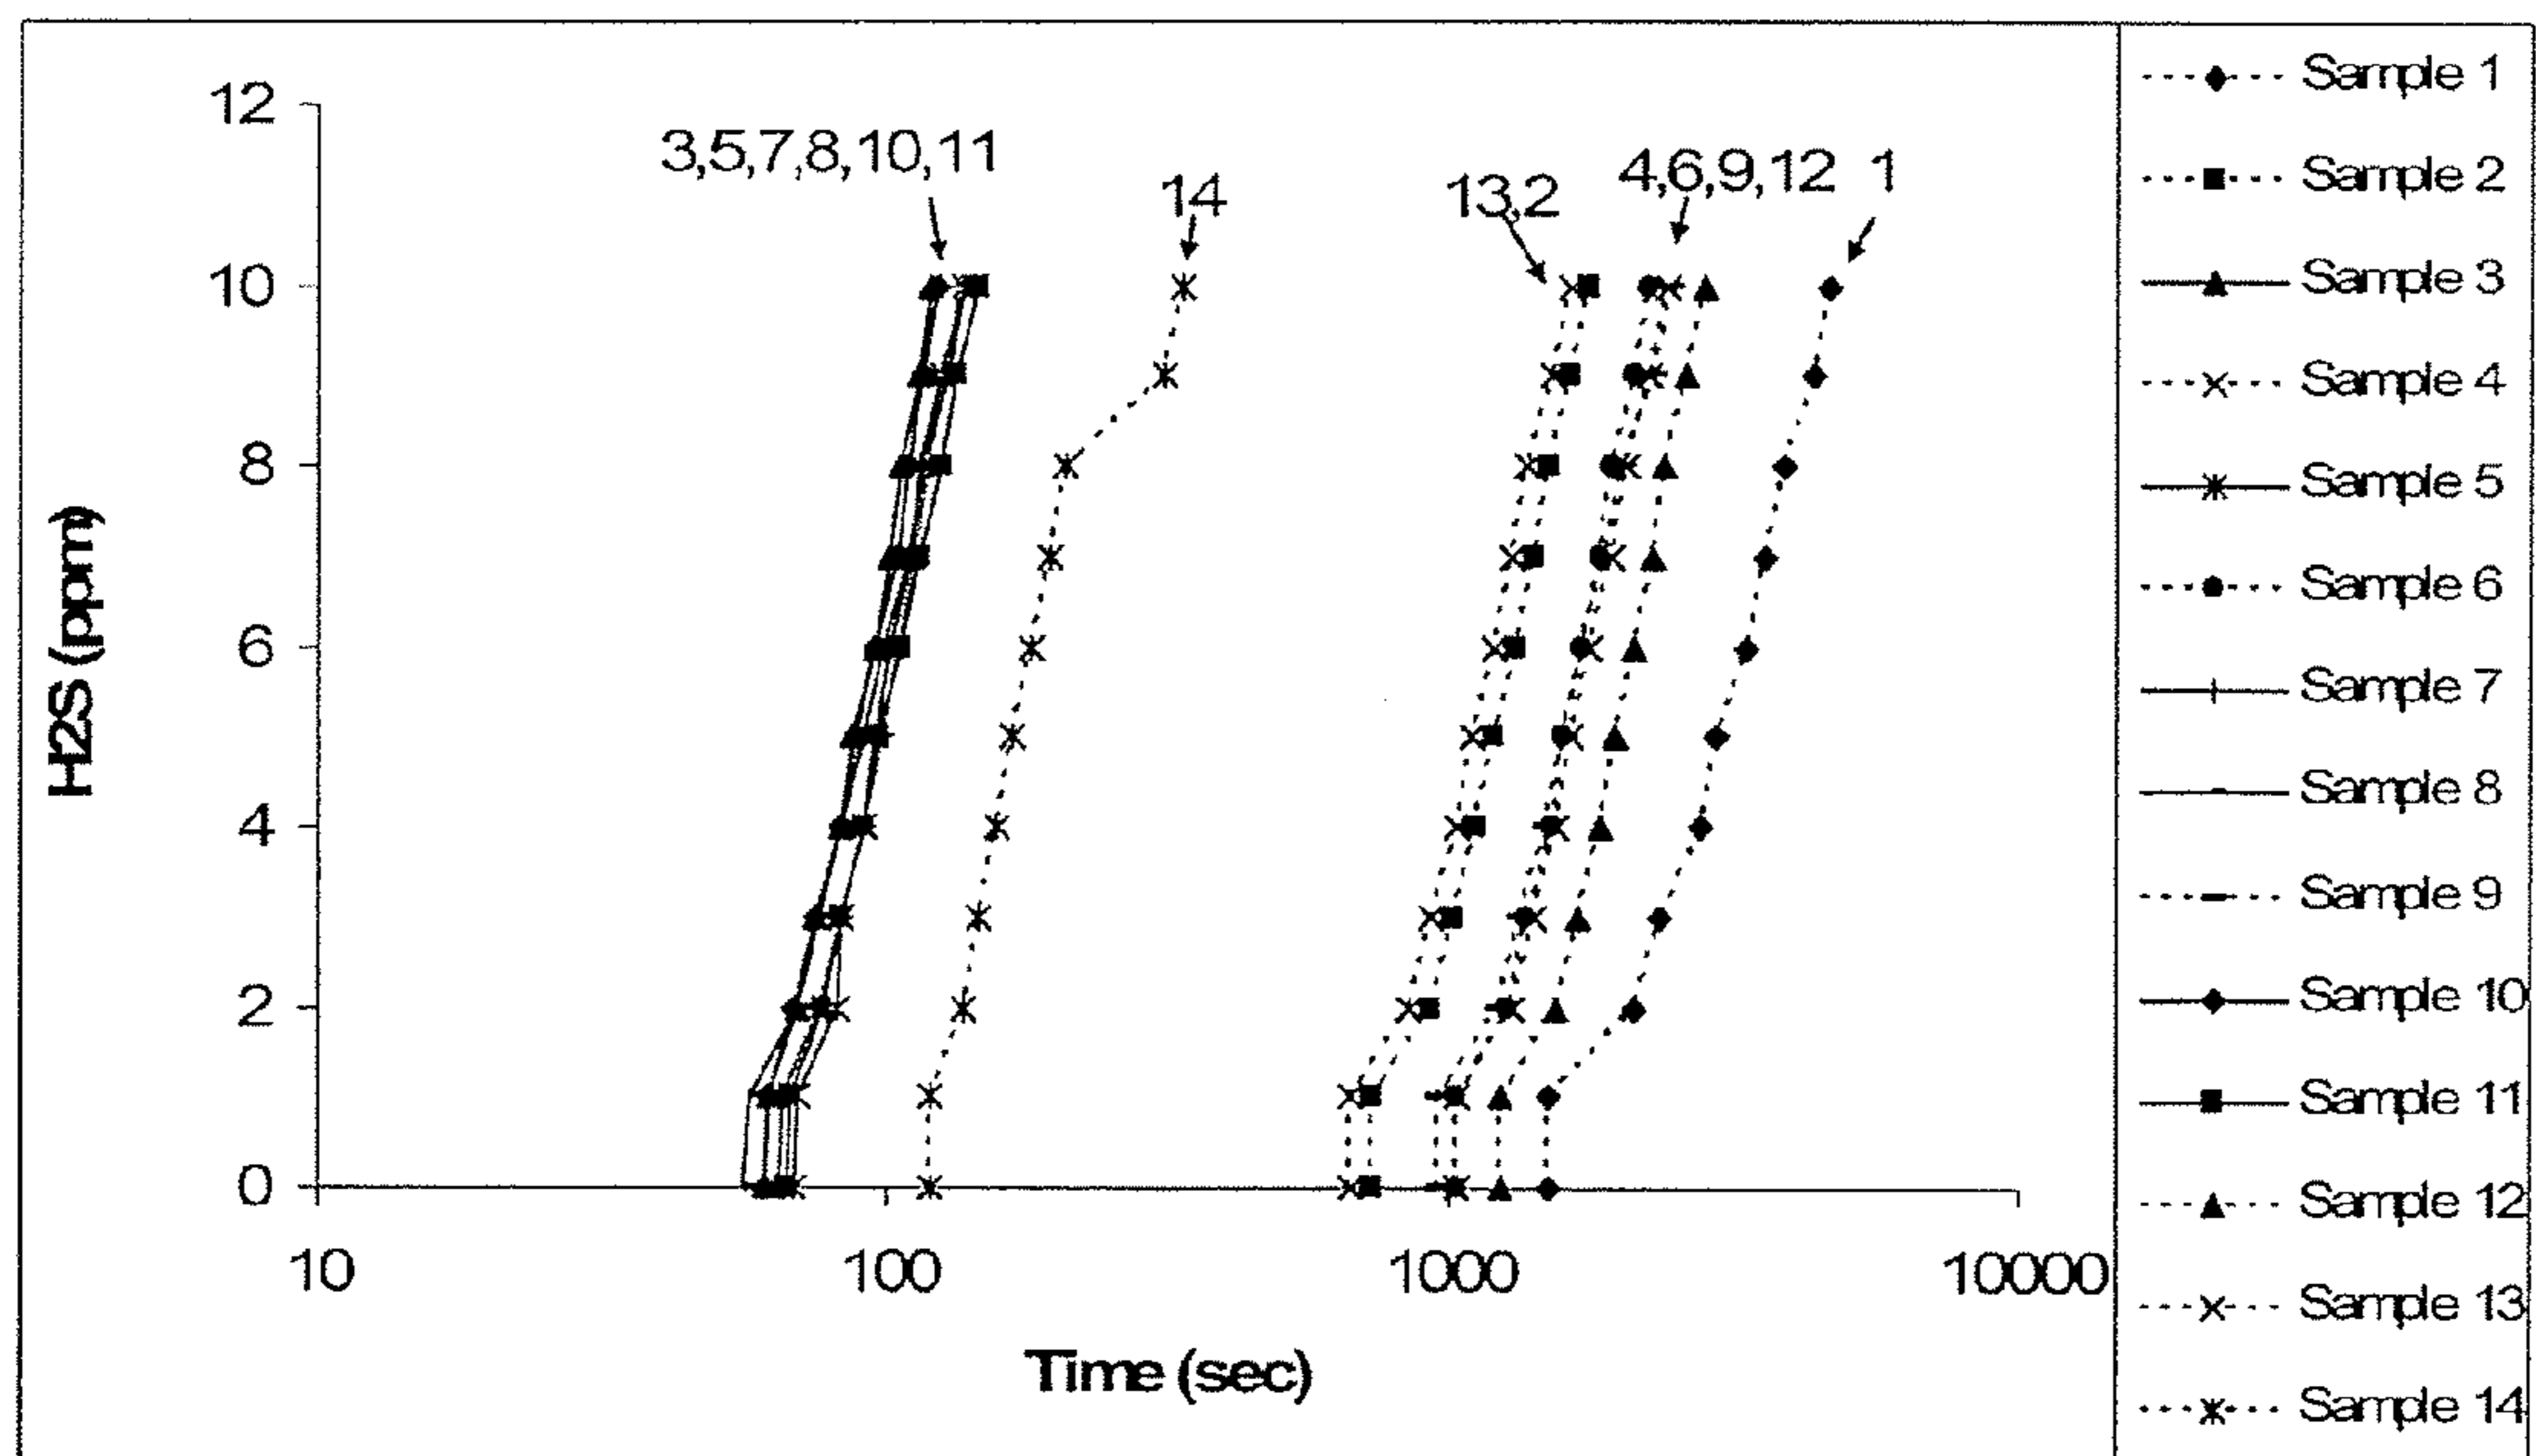 12
3,5,7,8,10,11
14
13,2
4,6,9,12
1
10
8
6
4
2
0
H2S (ppm)
10
100
1000
10000
Time (sec)
Sample 1
Sample 2
Sample 3
Sample 4
Sample 5
Sample 6
Sample 7
Sample 8
Sample 9
Sample 10
Sample 11
Sample 12
Sample 13
Sample 14